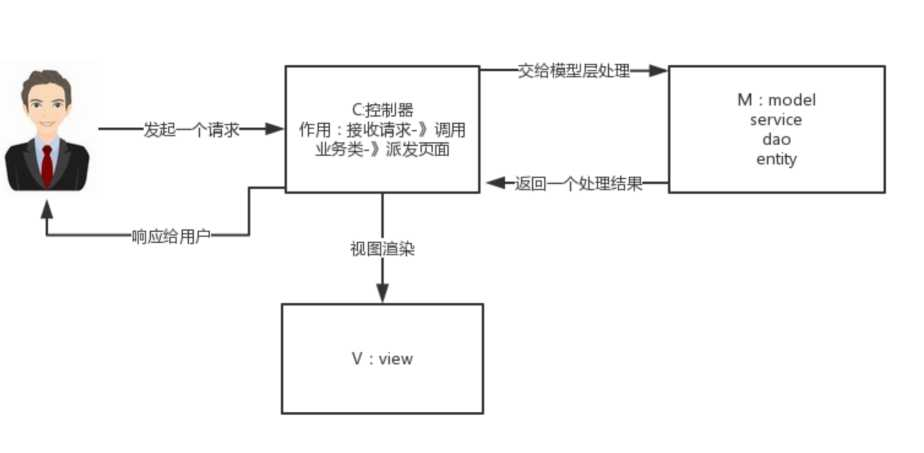 交给模型层处理
C:控制器
作用：接收请求-》调用
业务类-》派发页面
M：model
service
dao
entity
发起一个请求
返回一个处理结果
响应给用户
视图渲染
V：view